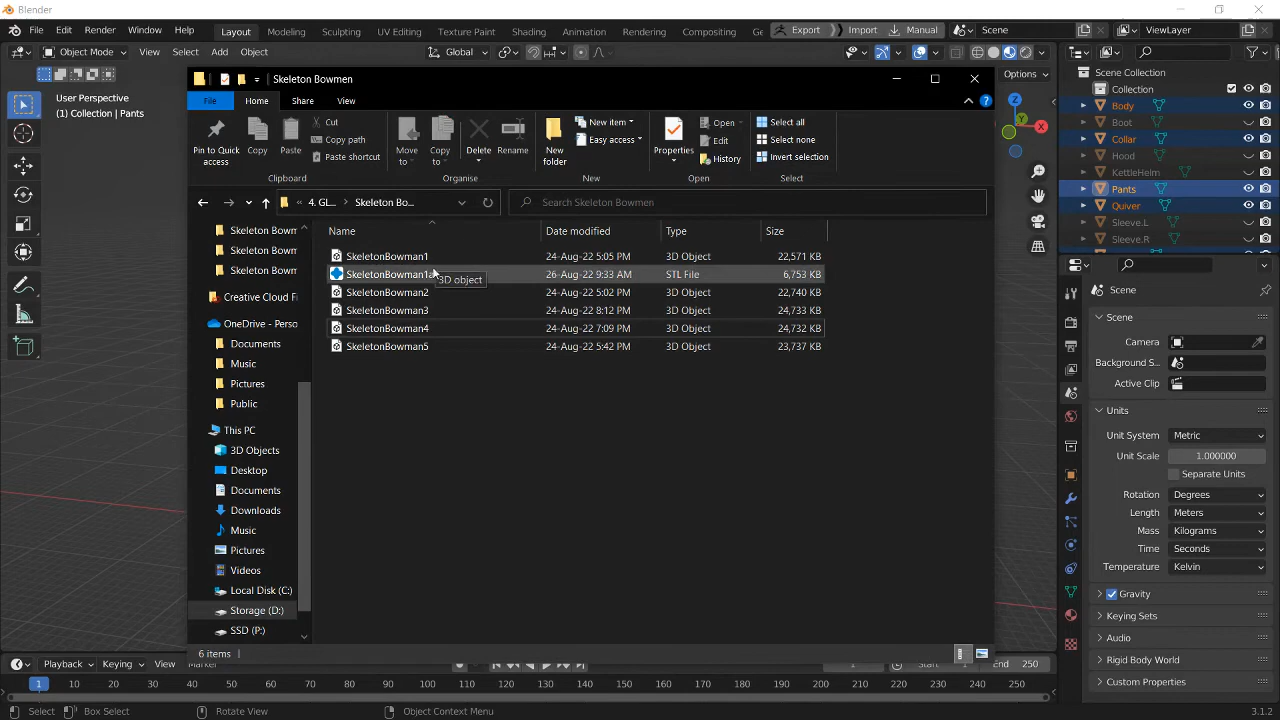 Blender
File Edit Render Window Help Layout Modeling Sculpting UV Editing Texture Paint Shading Animation Rendering Compositing Ge Export Import Manual Scene ViewLayer
Object Mode View Select Add Object Global
Options
User Perspective
(1) Collection | Pants
Skeleton Bowmen
File Home Share View
Pin to Quick access
Copy
Paste
Cut
Copy path
Paste shortcut
Clipboard
Move to
Copy to
Delete
Rename
Organise
New folder
New item
Easy access
New
Properties
Open
Edit
History
Open
Select all
Select none
Invert selection
Select
4. GL... Skeleton Bo... Search Skeleton Bowmen
Name Date modified Type Size
SkeletonBowman1 24-Aug-22 5:05 PM 3D Object 22,571 KB
SkeletonBowman1a 26-Aug-22 9:33 AM STL File 6,753 KB
3D object
SkeletonBowman2 24-Aug-22 5:02 PM 3D Object 22,740 KB
SkeletonBowman3 24-Aug-22 8:12 PM 3D Object 24,733 KB
SkeletonBowman4 24-Aug-22 7:09 PM 3D Object 24,732 KB
SkeletonBowman5 24-Aug-22 5:42 PM 3D Object 23,737 KB
Skeleton Bowm
Skeleton Bowm
Skeleton Bowm
Creative Cloud Fi
OneDrive - Perso
Documents
Music
Pictures
Public
This PC
3D Objects
Desktop
Documents
Downloads
Music
Pictures
Videos
Local Disk (C:)
Storage (D:)
SSD (P:)
6 items
Scene Collection
Collection
Body
Boot
Collar
Hood
KettleHelm
Pants
Quiver
Sleeve.L
Sleeve.R
Scene
Scene
Camera
Background S...
Active Clip
Units
Unit System Metric
Unit Scale 1.000000
Separate Units
Rotation Degrees
Length Meters
Mass Kilograms
Time Seconds
Temperature Kelvin
Gravity
Keying Sets
Audio
Rigid Body World
Custom Properties
Playback Keying View Marker 1 Start 1 End 250
1 10 20 30 40 50 60 70 80 90 100 110 120 130 140 150 160 170 180 190 200 210 220 230 240 250
Select Box Select Rotate View Object Context Menu 3.1.2